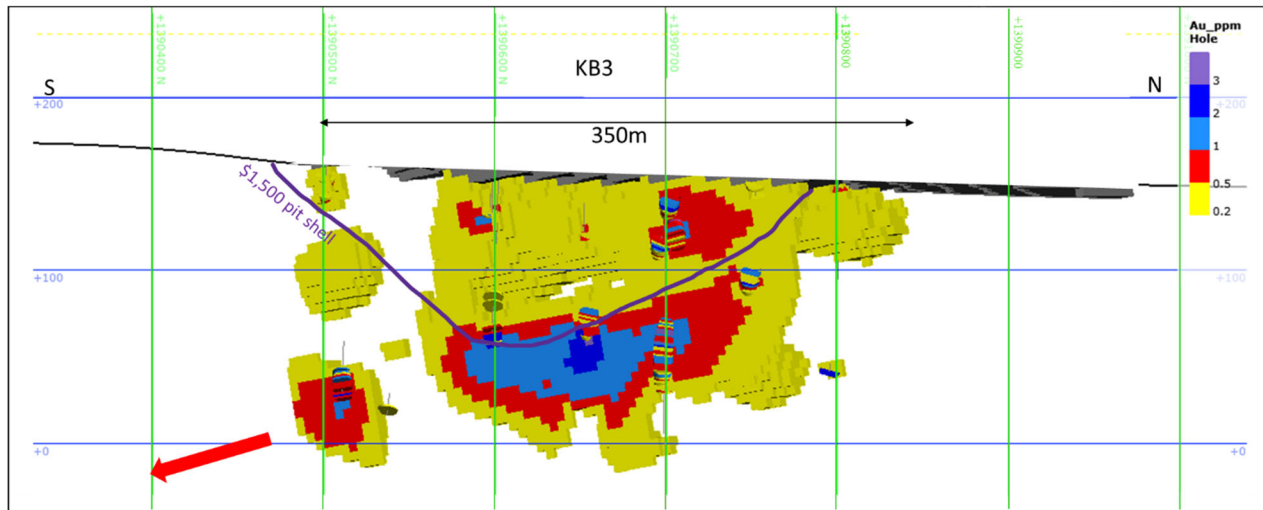 +1390400 N
+1390500 N
+1390600 N
+1390700 N
+1390800 N
+1390900 N
Au_ppm
Hole
3
2
1
0.5
0.2
KB3
S
N
+200
350m
$1,500 pit shell
+100
+100
+0
+0